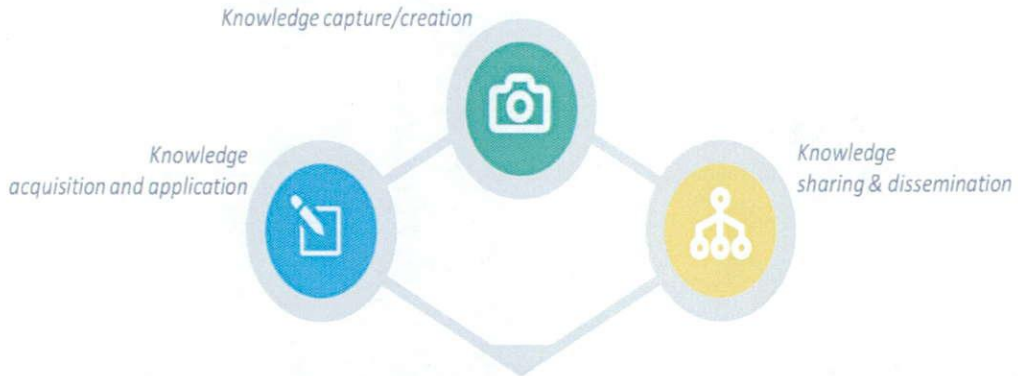 Knowledge capture/creation
Knowledge
acquisition and application
Knowledge
sharing & dissemination